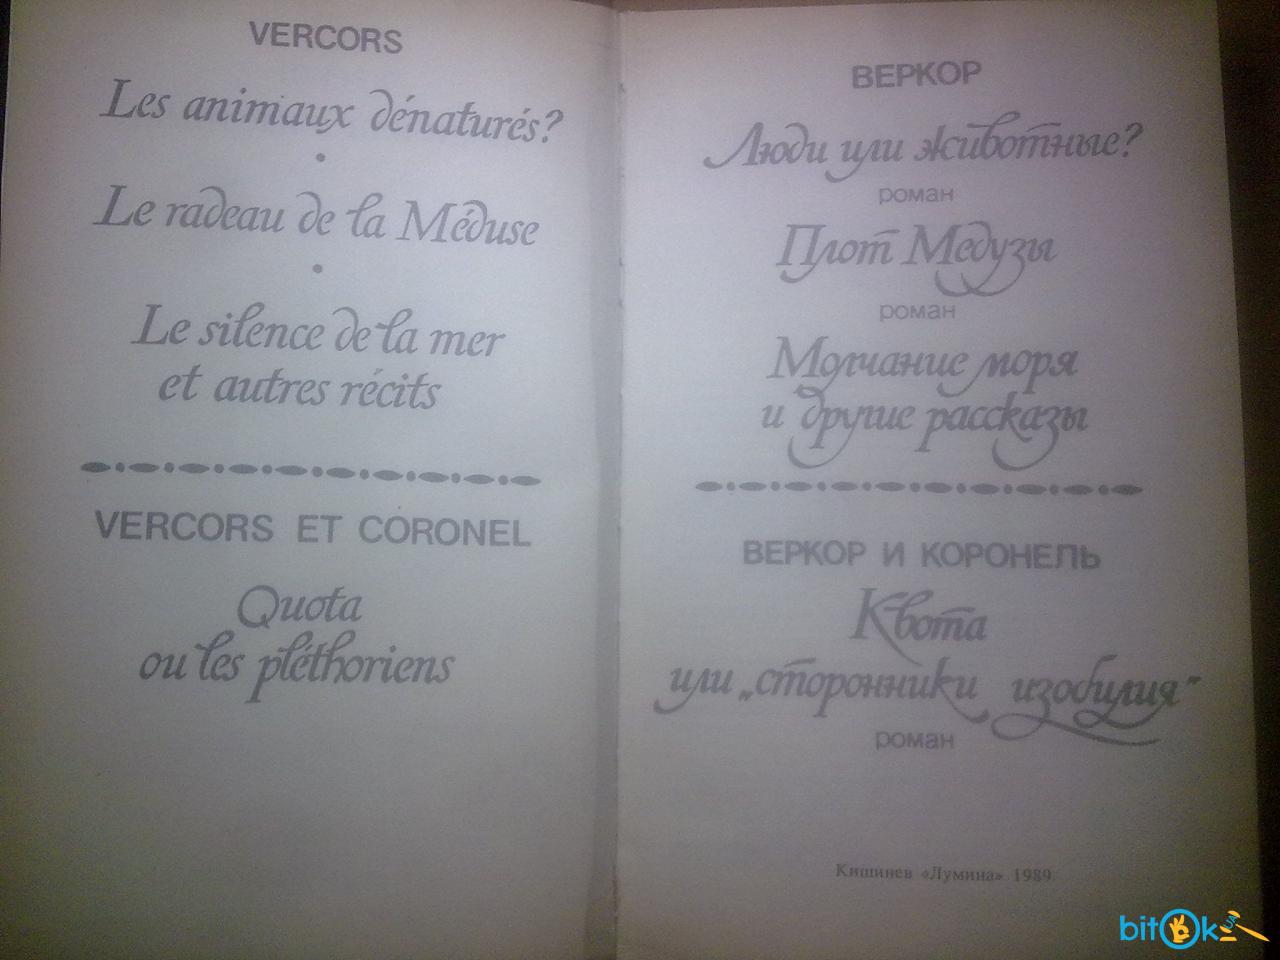 VERCORS
Les animaux dénaturés?
Le radeau de la Méduse
Le silence de la mer
et autres récits
VERCORS ET CORONEL
Quota
ou les pléthoriens
ВЕРКОР
Люди или животные?
роман
Плот Медузы
роман
Молчание моря
и другие рассказы
ВЕРКОР И КОРОНЕЛЬ
Квота
или „сторонники изобилия”
роман
Кишинев «Лумина» 1989
bitOk UA